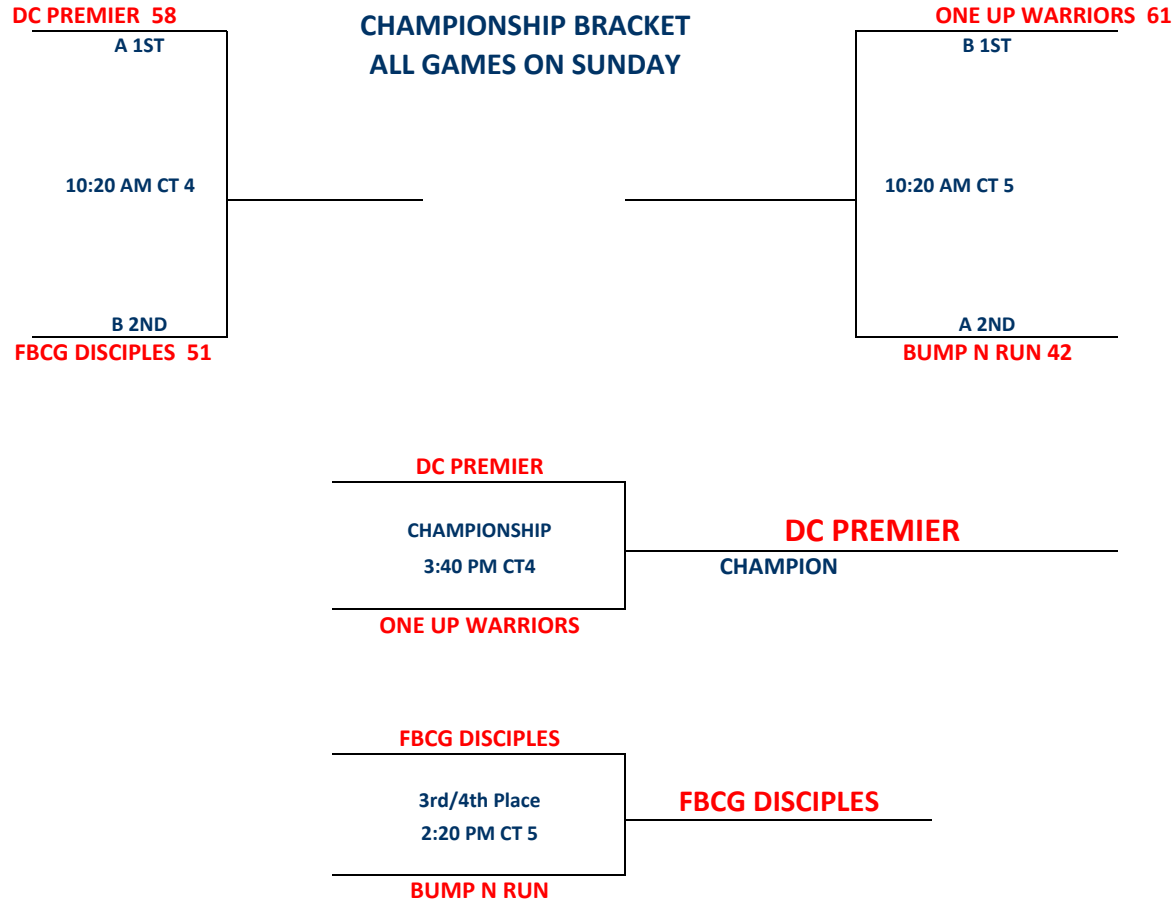 DC PREMIER 58
CHAMPIONSHIP BRACKET
ONE UP WARRIORS 61
A 1ST
ALL GAMES ON SUNDAY
B 1ST
10:20 AM CT 4
10:20 AM CT 5
B 2ND
A 2ND
FBCG DISCIPLES 51
BUMP N RUN 42
DC PREMIER
CHAMPIONSHIP
DC PREMIER
3:40 PM CT4
CHAMPION
ONE UP WARRIORS
FBCG DISCIPLES
3rd/4th Place
FBCG DISCIPLES
2:20 PM CT 5
BUMP N RUN